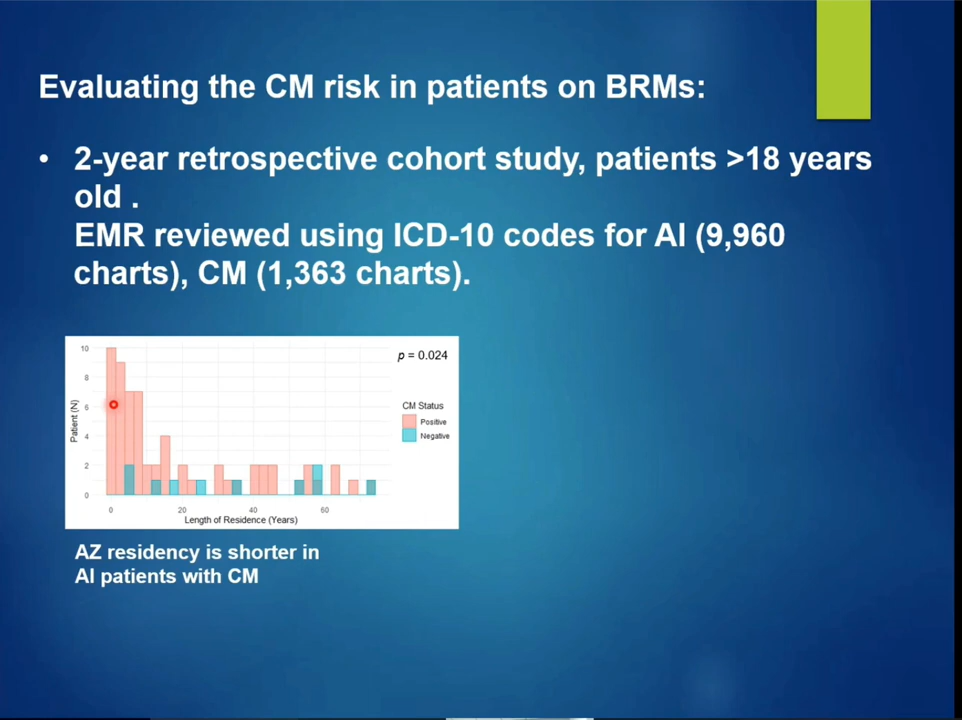 Evaluating the CM risk in patients on BRMs:
• 2-year retrospective cohort study, patients >18 years
old .
EMR reviewed using ICD-10 codes for AI (9,960
charts), CM (1,363 charts).
p = 0.024
CM Status
Positive
Negative
Patient (N)
10
8
6
4
2
0
0 20 40 60
Length of Residence (Years)
AZ residency is shorter in
AI patients with CM